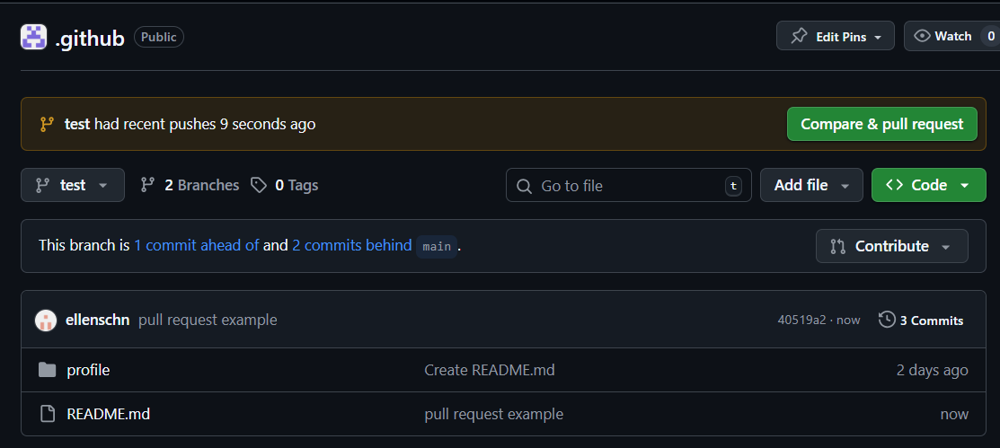 .github Public Edit Pins Watch 0
test had recent pushes 9 seconds ago Compare & pull request
test 2 Branches 0 Tags Go to file t Add file Code
This branch is 1 commit ahead of and 2 commits behind main . Contribute
ellenschn pull request example 40519a2 · now 3 Commits
profile Create README.md 2 days ago
README.md pull request example now